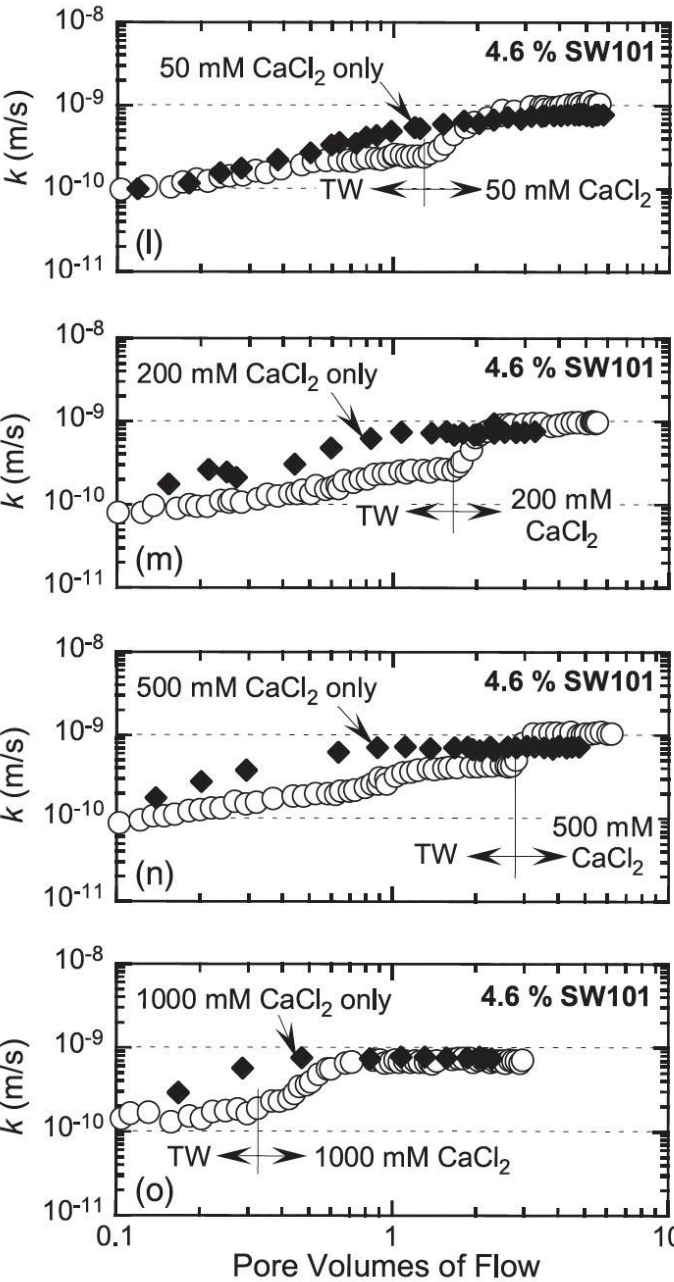 10⁻⁸
4.6 % SW101
50 mM CaCl₂ only
10⁻⁹
k (m/s)
10⁻¹⁰
TW
50 mM CaCl₂
(l)
10⁻¹¹
10⁻⁸
4.6 % SW101
200 mM CaCl₂ only
10⁻⁹
k (m/s)
10⁻¹⁰
TW
200 mM
CaCl₂
(m)
10⁻¹¹
10⁻⁸
4.6 % SW101
500 mM CaCl₂ only
10⁻⁹
k (m/s)
10⁻¹⁰
500 mM
TW
CaCl₂
(n)
10⁻¹¹
10⁻⁸
4.6 % SW101
1000 mM CaCl₂ only
10⁻⁹
k (m/s)
10⁻¹⁰
TW
1000 mM CaCl₂
(o)
10⁻¹¹
0.1
1
10
Pore Volumes of Flow